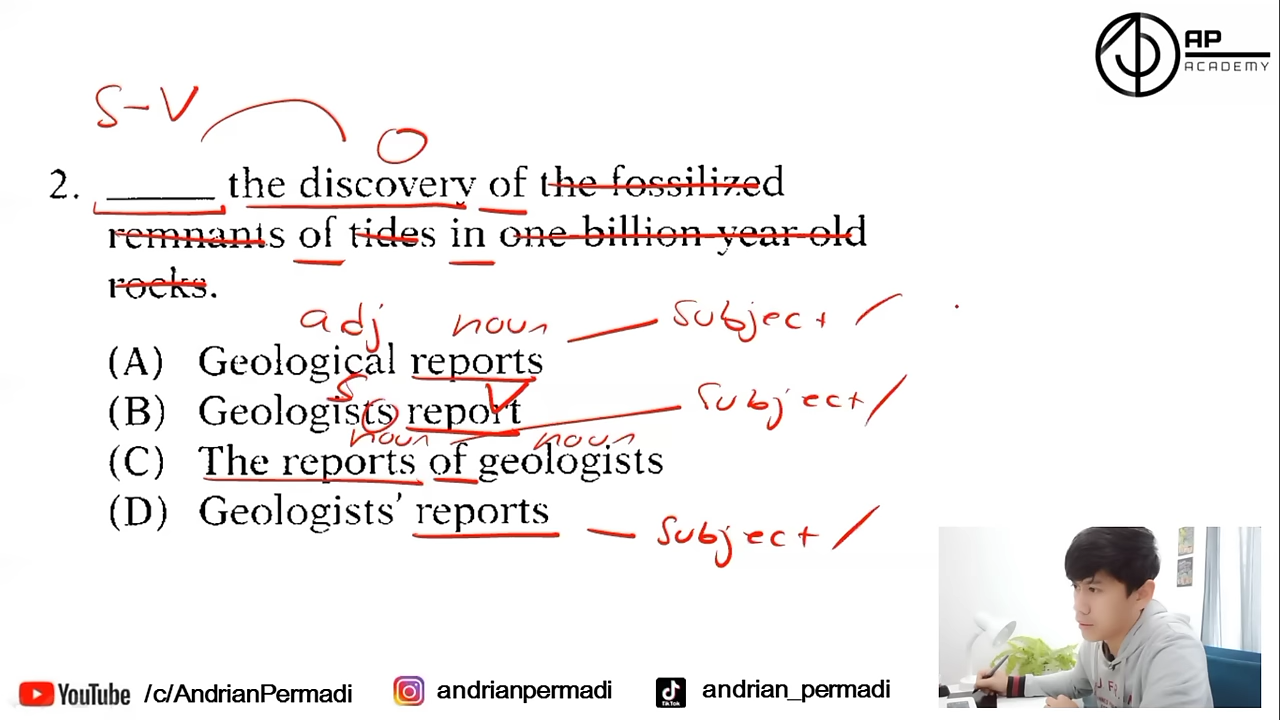 AP
ACADEMY
S-V
O
2. ______ the discovery of the fossilized
remnants of tides in one-billion-year-old
rocks.
adj noun — subject /
(A) Geological reports
S V subject /
(B) Geologists report
noun noun
(C) The reports of geologists
(D) Geologists' reports — subject /
YouTube /c/AndrianPermadi andrianpermadi TikTok andrian_permadi